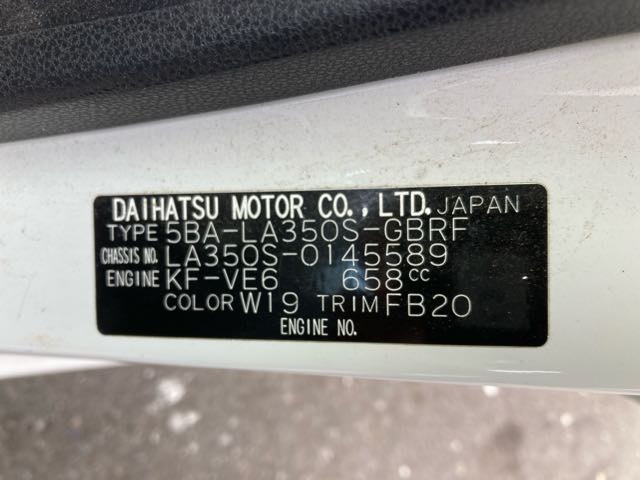 DAIHATSU MOTOR CO., LTD. JAPAN
TYPE 5BA-LA350S-GBRF
CHASSIS NO. LA350S-0145589
ENGINE KF-VE6 658cc
COLOR W19 TRIM FB20
ENGINE NO.